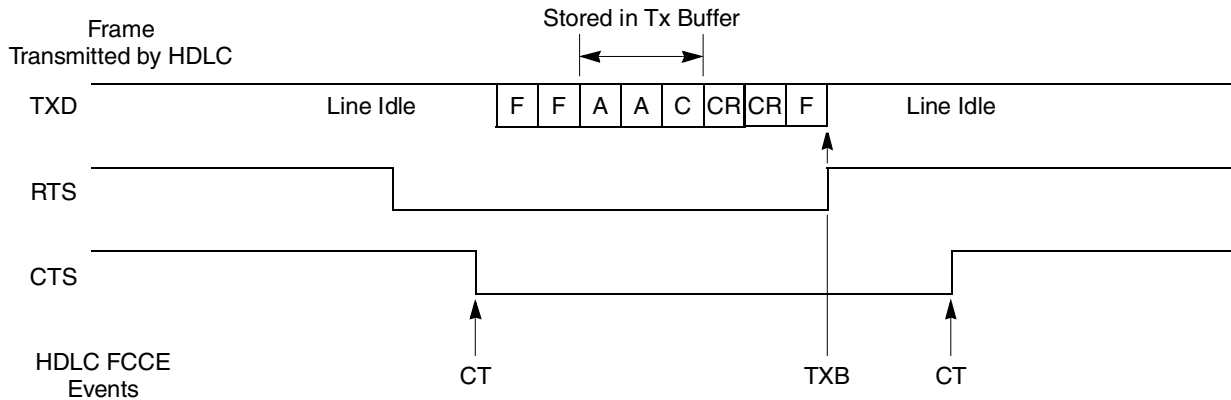 Frame
Transmitted by HDLC
Stored in Tx Buffer
TXD
Line Idle
F F A A C CR CR F
Line Idle
RTS
CTS
HDLC FCCE
Events
CT
TXB
CT